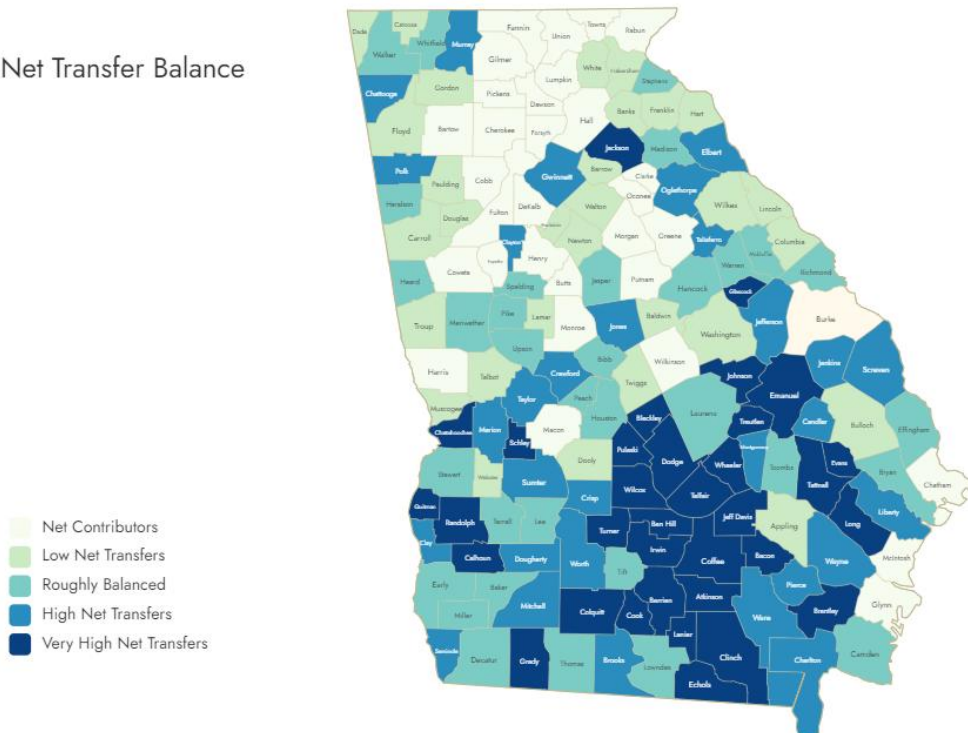 Net Transfer Balance
Fannin
Towns
Rabun
Catoosa
Dade
Union
Whitfield
Murray
Walker
Gilmer
White
Habersham
Lumpkin
Stephens
Chattooga
Gordon
Pickens
Dawson
Banks
Franklin
Hart
Floyd
Bartow
Cherokee
Forsyth
Hall
Jackson
Madison
Elbert
Polk
Cobb
Gwinnett
Barrow
Clarke
Oglethorpe
Paulding
Oconee
Haralson
Fulton
DeKalb
Walton
Wilkes
Lincoln
Douglas
Carroll
Newton
Morgan
Greene
Taliaferro
Columbia
Clayton
Henry
Coweta
Warren
McDuffie
Richmond
Heard
Spalding
Butts
Jasper
Putnam
Hancock
Glascock
Troup
Meriwether
Pike
Lamar
Monroe
Jones
Baldwin
Washington
Jefferson
Burke
Upson
Harris
Talbot
Crawford
Bibb
Wilkinson
Johnson
Jenkins
Screven
Twiggs
Emanuel
Taylor
Peach
Muscogee
Houston
Bleckley
Laurens
Treutlen
Candler
Bulloch
Effingham
Chattahoochee
Marion
Schley
Macon
Pulaski
Dodge
Wheeler
Montgomery
Toombs
Evans
Stewart
Webster
Dooly
Tattnall
Bryan
Chatham
Sumter
Crisp
Wilcox
Telfair
Quitman
Randolph
Terrell
Lee
Turner
Ben Hill
Jeff Davis
Appling
Long
Liberty
Clay
Calhoun
Dougherty
Worth
Irwin
Coffee
Bacon
Wayne
McIntosh
Early
Baker
Tift
Pierce
Miller
Mitchell
Colquitt
Cook
Berrien
Atkinson
Ware
Brantley
Glynn
Lanier
Seminole
Decatur
Grady
Thomas
Brooks
Lowndes
Clinch
Charlton
Camden
Echols
Net Contributors
Low Net Transfers
Roughly Balanced
High Net Transfers
Very High Net Transfers